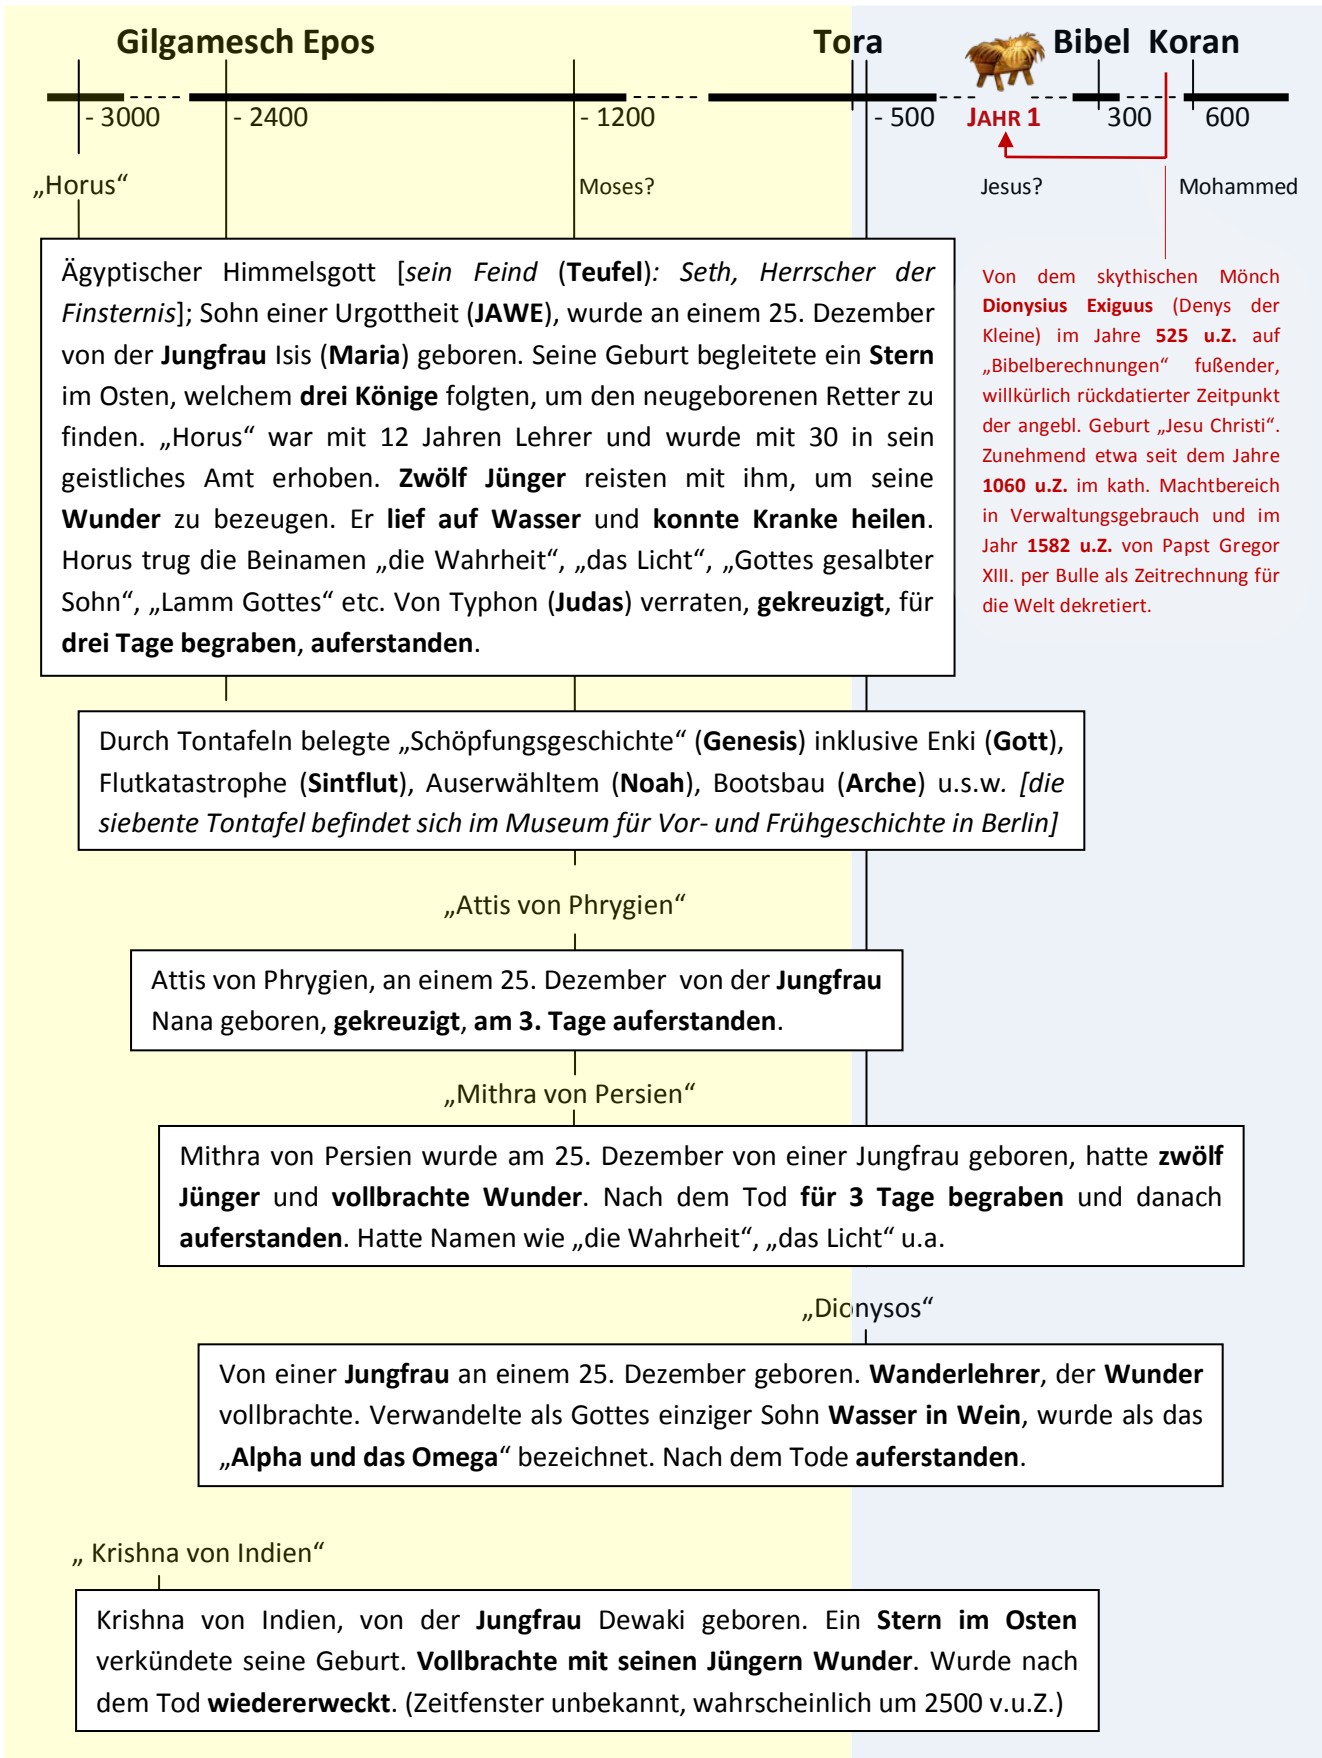 Gilgamesch Epos Tora Bibel Koran
- 3000 - 2400 - 1200 - 500 JAHR 1 300 600
„Horus“ Moses? Jesus? Mohammed
Ägyptischer Himmelsgott [sein Feind (Teufel): Seth, Herrscher der
Finsternis]; Sohn einer Urgottheit (JAWE), wurde an einem 25. Dezember
von der Jungfrau Isis (Maria) geboren. Seine Geburt begleitete ein Stern
im Osten, welchem drei Könige folgten, um den neugeborenen Retter zu
finden. „Horus“ war mit 12 Jahren Lehrer und wurde mit 30 in sein
geistliches Amt erhoben. Zwölf Jünger reisten mit ihm, um seine
Wunder zu bezeugen. Er lief auf Wasser und konnte Kranke heilen.
Horus trug die Beinamen „die Wahrheit“, „das Licht“, „Gottes gesalbter
Sohn“, „Lamm Gottes“ etc. Von Typhon (Judas) verraten, gekreuzigt, für
drei Tage begraben, auferstanden.
Von dem skythischen Mönch
Dionysius Exiguus (Denys der
Kleine) im Jahre 525 u.Z. auf
„Bibelberechnungen“ fußender,
willkürlich rückdatierter Zeitpunkt
der angebl. Geburt „Jesu Christi“.
Zunehmend etwa seit dem Jahre
1060 u.Z. im kath. Machtbereich
in Verwaltungsgebrauch und im
Jahr 1582 u.Z. von Papst Gregor
XIII. per Bulle als Zeitrechnung für
die Welt dekretiert.
Durch Tontafeln belegte „Schöpfungsgeschichte“ (Genesis) inklusive Enki (Gott),
Flutkatastrophe (Sintflut), Auserwähltem (Noah), Bootsbau (Arche) u.s.w. [die
siebente Tontafel befindet sich im Museum für Vor- und Frühgeschichte in Berlin]
„Attis von Phrygien“
Attis von Phrygien, an einem 25. Dezember von der Jungfrau
Nana geboren, gekreuzigt, am 3. Tage auferstanden.
„Mithra von Persien“
Mithra von Persien wurde am 25. Dezember von einer Jungfrau geboren, hatte zwölf
Jünger und vollbrachte Wunder. Nach dem Tod für 3 Tage begraben und danach
auferstanden. Hatte Namen wie „die Wahrheit“, „das Licht“ u.a.
„Dionysos“
Von einer Jungfrau an einem 25. Dezember geboren. Wanderlehrer, der Wunder
vollbrachte. Verwandelte als Gottes einziger Sohn Wasser in Wein, wurde als das
„Alpha und das Omega“ bezeichnet. Nach dem Tode auferstanden.
„ Krishna von Indien“
Krishna von Indien, von der Jungfrau Dewaki geboren. Ein Stern im Osten
verkündete seine Geburt. Vollbrachte mit seinen Jüngern Wunder. Wurde nach
dem Tod wiedererweckt. (Zeitfenster unbekannt, wahrscheinlich um 2500 v.u.Z.)